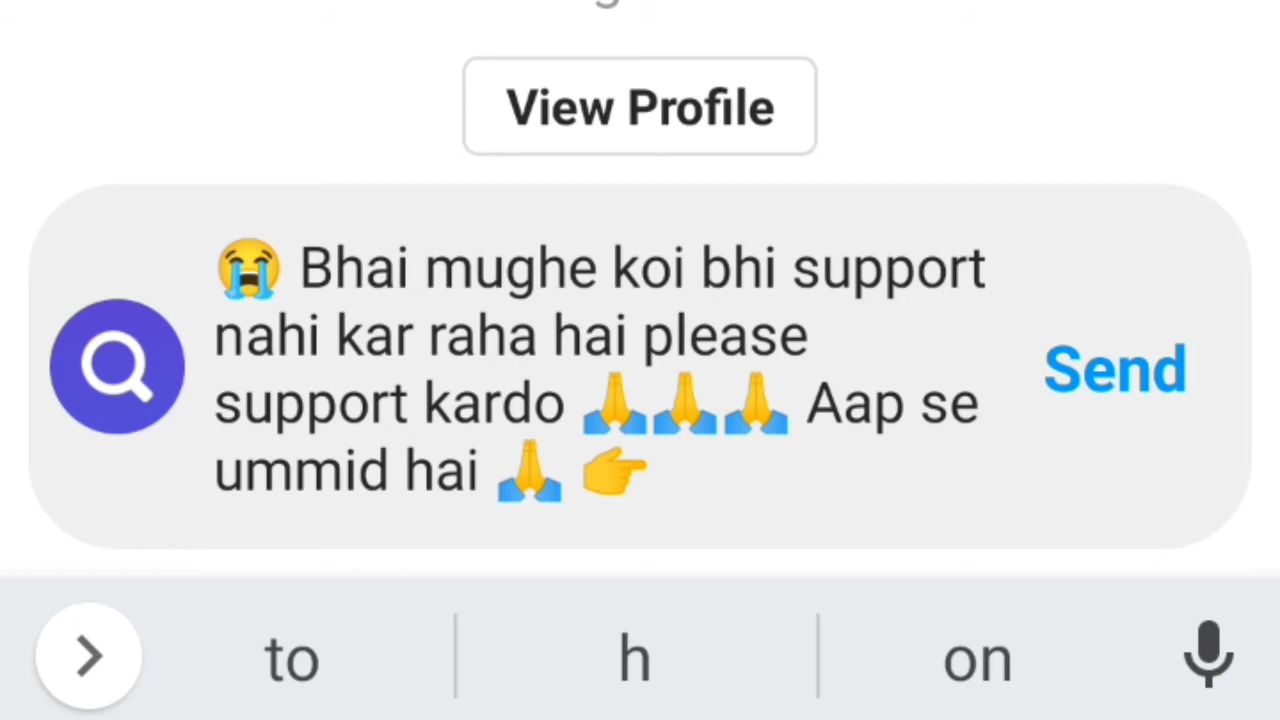 View Profile
😭 Bhai mughe koi bhi support
nahi kar raha hai please
support kardo 🙏🙏🙏 Aap se
ummid hai 🙏 👉
Send
to h on